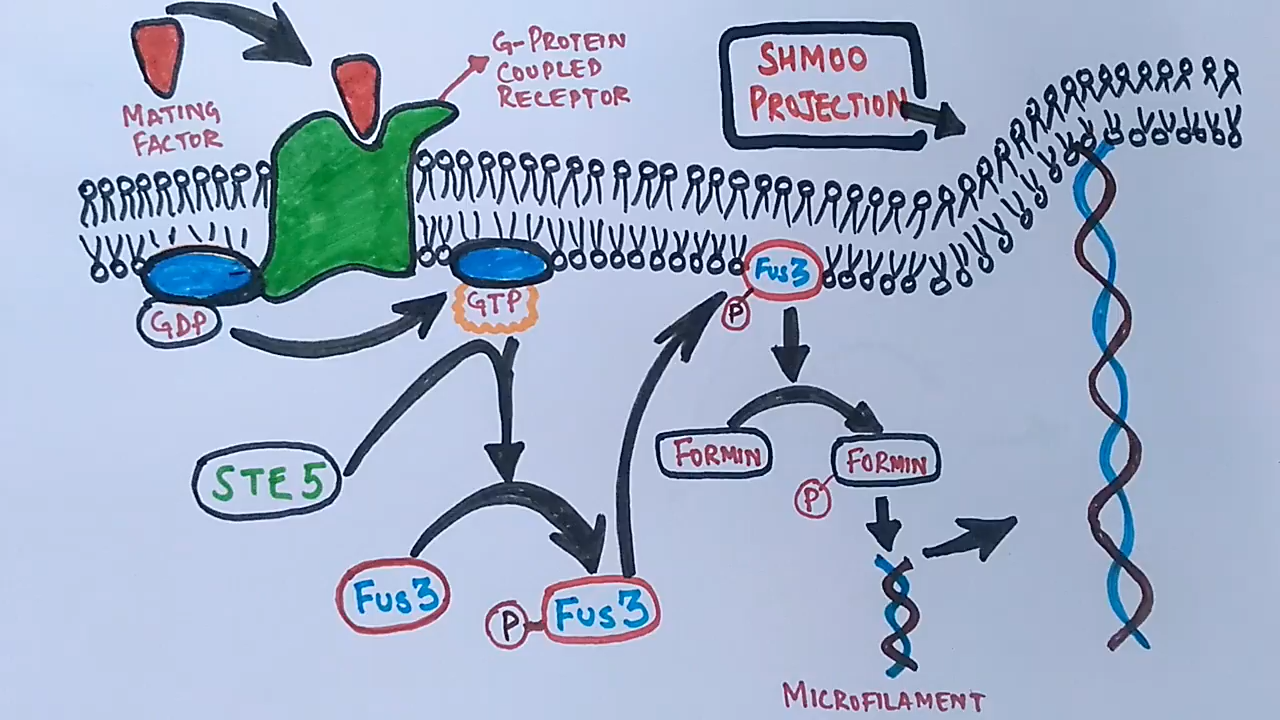 MATING
FACTOR
G-PROTEIN
COUPLED
RECEPTOR
SHMOO
PROJECTION
GDP
GTP
Fus3
P
STE5
FORMIN
FORMIN
P
Fus3
P
Fus3
MICROFILAMENT